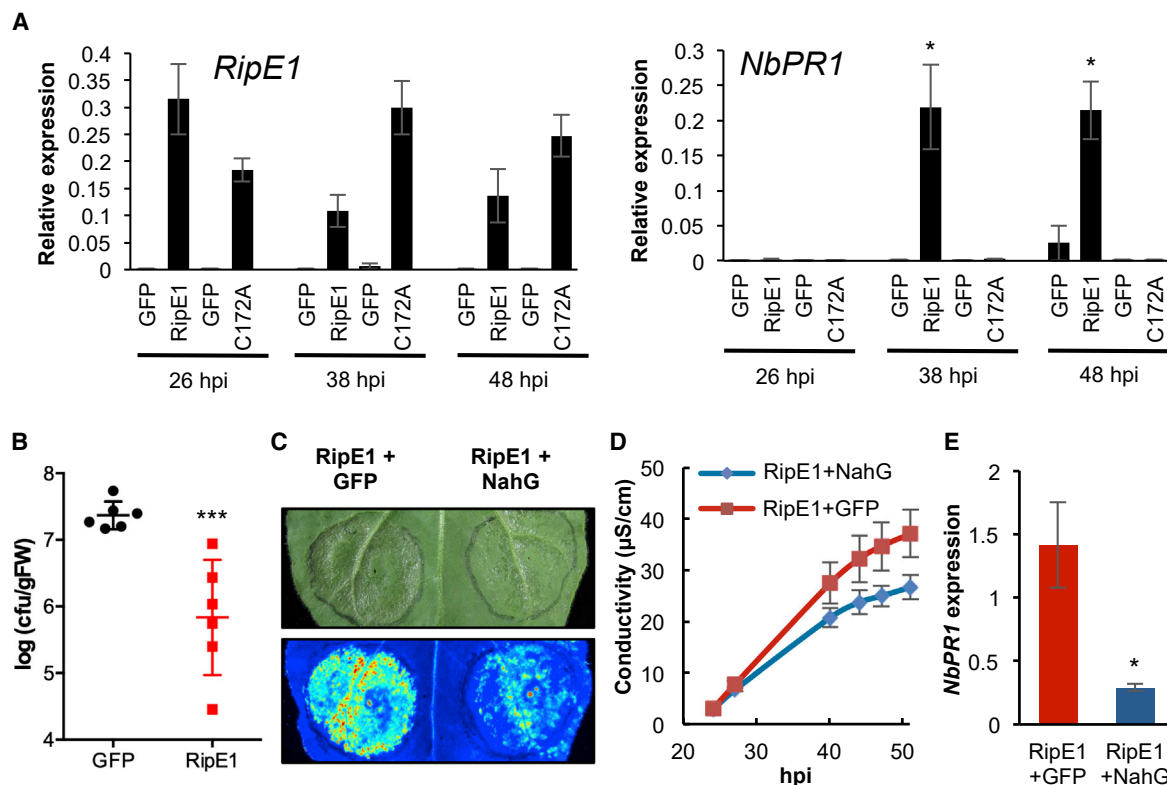 A
RipE1
Relative expression
0.4
0.35
0.3
0.25
0.2
0.15
0.1
0.05
0
GFP
RipE1
GFP
C172A
GFP
RipE1
GFP
C172A
GFP
RipE1
GFP
C172A
26 hpi
38 hpi
48 hpi
NbPR1
Relative expression
0.3
0.25
0.2
0.15
0.1
0.05
0
*
*
GFP
RipE1
GFP
C172A
GFP
RipE1
GFP
C172A
GFP
RipE1
GFP
C172A
26 hpi
38 hpi
48 hpi
B
log (cfu/gFW)
8
7
6
5
4
***
GFP
RipE1
C
RipE1 +
GFP
RipE1 +
NahG
D
Conductivity (µS/cm)
50
40
30
20
10
0
RipE1+NahG
RipE1+GFP
20
30
40
50
hpi
E
NbPR1 expression
2
1.5
1
0.5
0
*
RipE1
+GFP
RipE1
+NahG